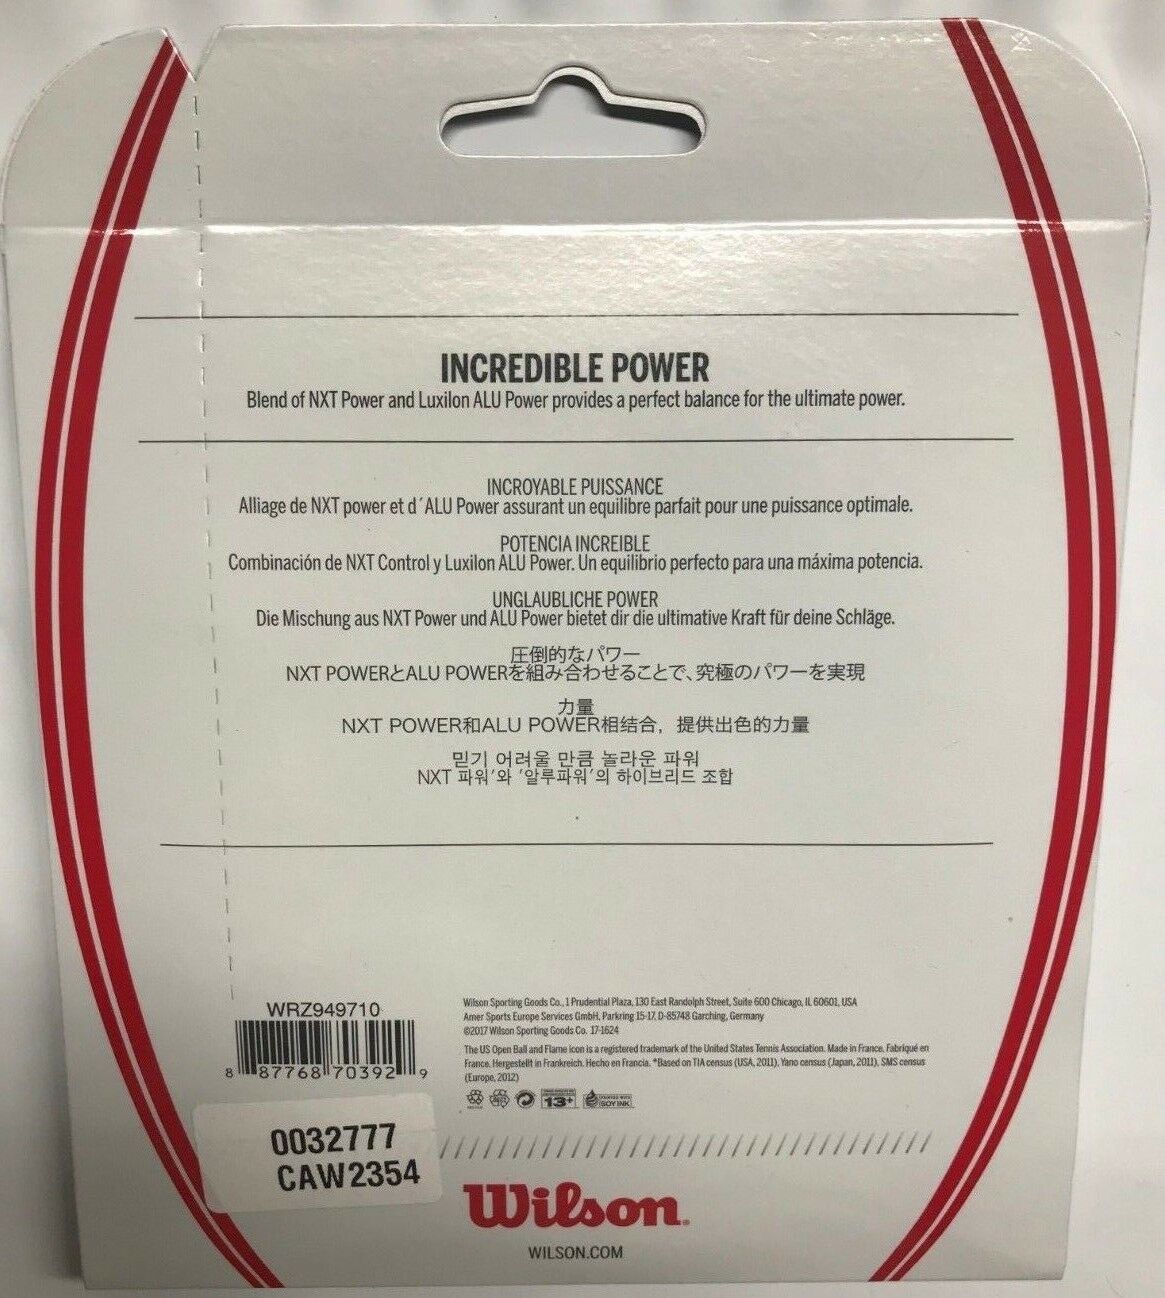 INCREDIBLE POWER
Blend of NXT Power and Luxilon ALU Power provides a perfect balance for the ultimate power.
INCROYABLE PUISSANCE
Alliage de NXT power et d´ALU Power assurant un equilibre parfait pour une puissance optimale.
POTENCIA INCREIBLE
Combinación de NXT Control y Luxilon ALU Power. Un equilibrio perfecto para una máxima potencia.
UNGLAUBLICHE POWER
Die Mischung aus NXT Power und ALU Power bietet dir die ultimative Kraft für deine Schläge.
圧倒的なパワー
NXT POWERとALU POWERを組み合わせることで、究極のパワーを実現
力量
NXT POWER和ALU POWER相结合，提供出色的力量
믿기 어려울 만큼 놀라운 파워
NXT 파워'와 '알루파워'의 하이브리드 조합
WRZ949710
8 87768 70392 9
Wilson Sporting Goods Co., 1 Prudential Plaza, 130 East Randolph Street, Suite 600 Chicago, IL 60601, USA
Amer Sports Europe Services GmbH, Parkring 15-17, D-85748 Garching, Germany
©2017 Wilson Sporting Goods Co. 17-1624
The US Open Ball and Flame icon is a registered trademark of the United States Tennis Association. Made in France. Fabriqué en
France. Hergestellt in Frankreich. Hecho en Francia. *Based on TIA census (USA, 2011), Yano census (Japan, 2011), SMS census
(Europe, 2012)
13+
SOY INK
0032777
CAW2354
Wilson.
WILSON.COM